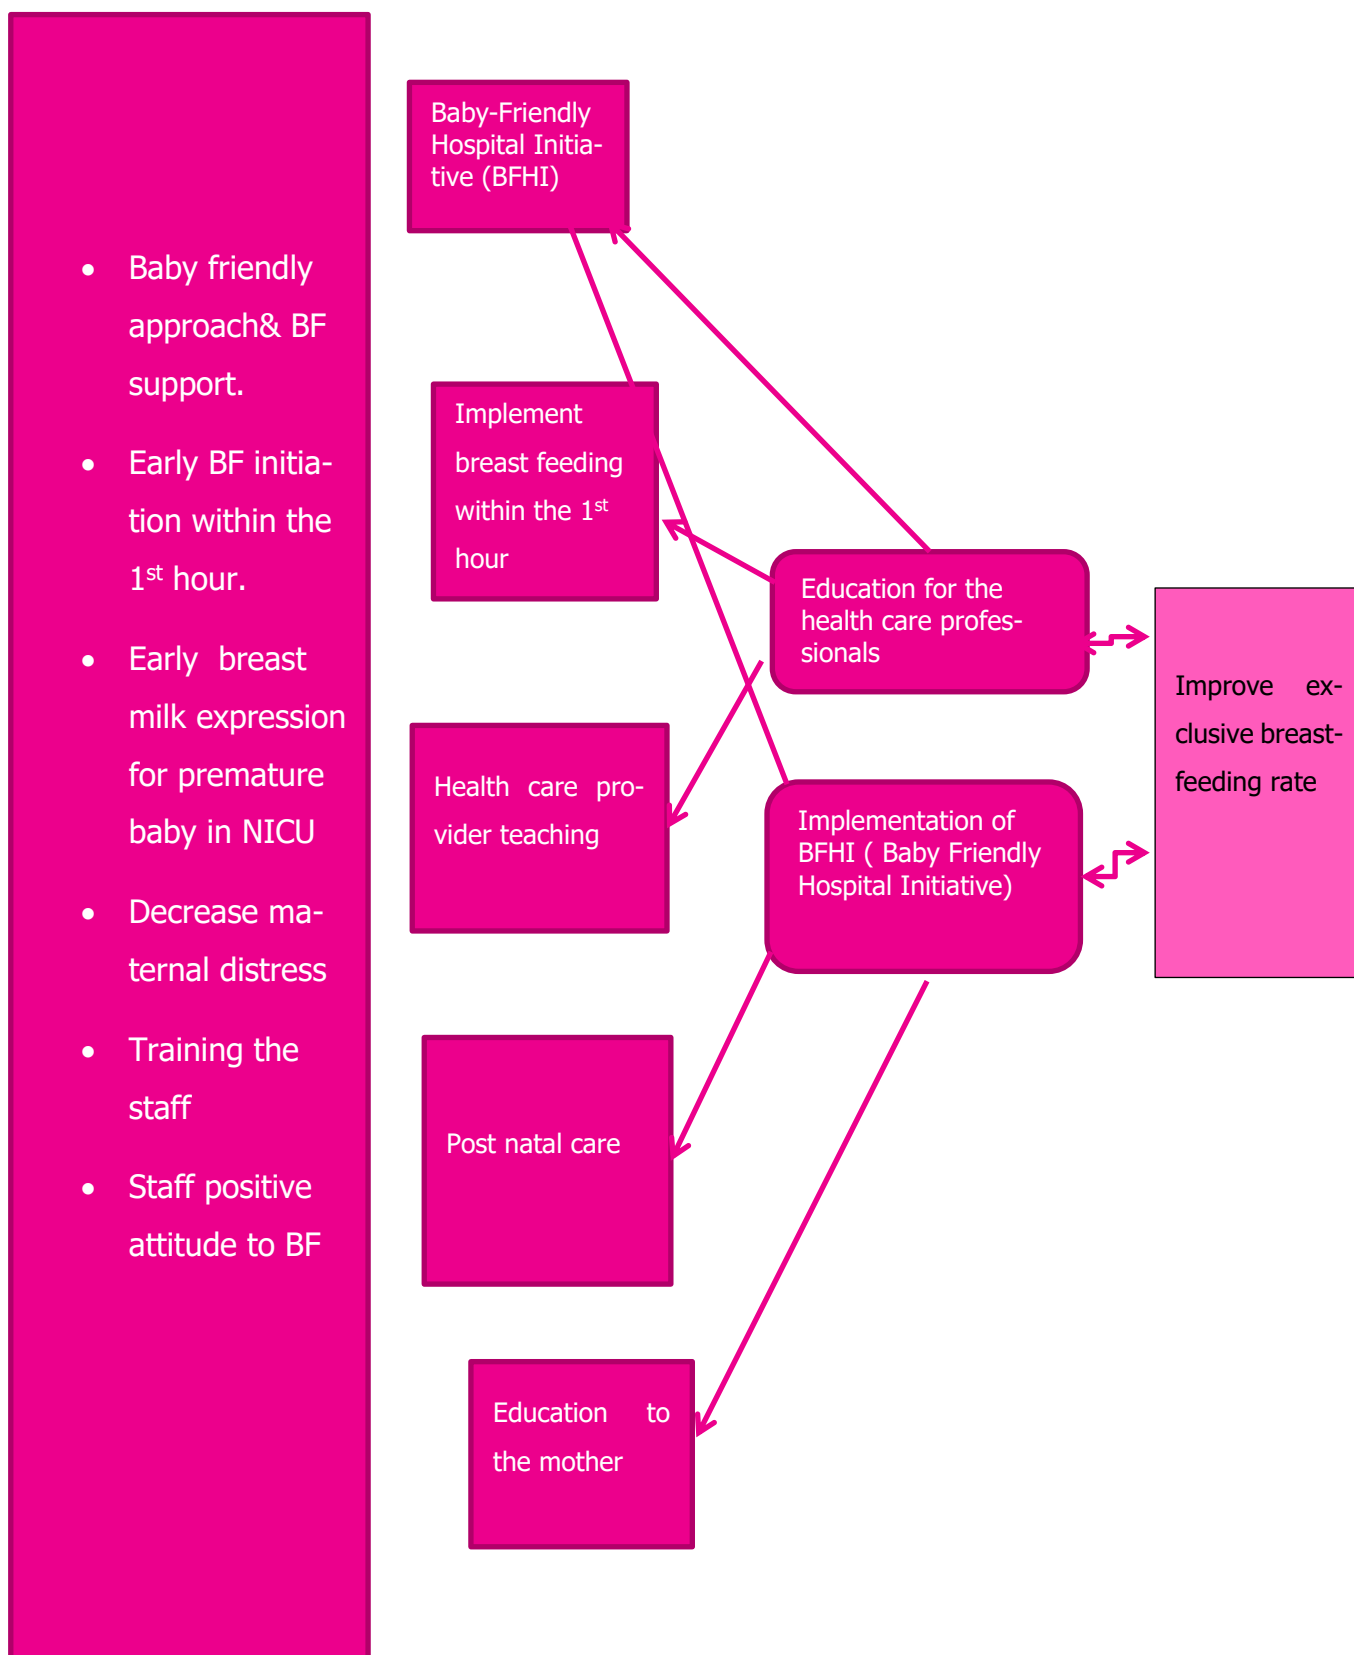 • Baby friendly
approach& BF
support.
• Early BF initia-
tion within the
1st hour.
• Early breast
milk expression
for premature
baby in NICU
• Decrease ma-
ternal distress
• Training the
staff
• Staff positive
attitude to BF
Baby-Friendly
Hospital Initia-
tive (BFHI)
Implement
breast feeding
within the 1st
hour
Health care pro-
vider teaching
Post natal care
Education to
the mother
Education for the
health care profes-
sionals
Implementation of
BFHI ( Baby Friendly
Hospital Initiative)
Improve ex-
clusive breast-
feeding rate